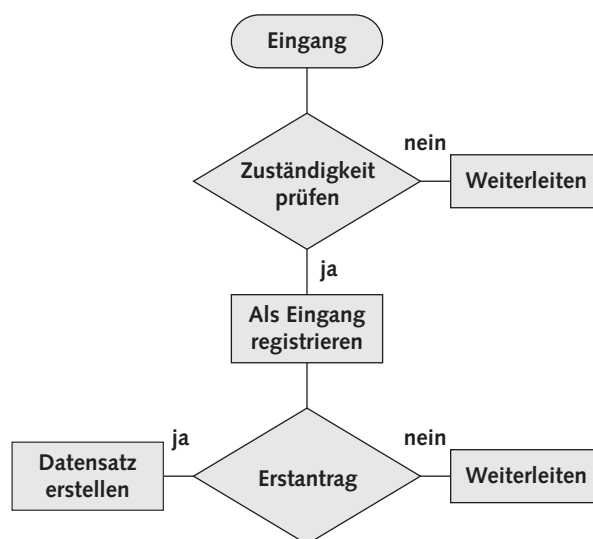 Eingang
Zuständigkeit
prüfen
nein
Weiterleiten
ja
Als Eingang
registrieren
ja
Datensatz
erstellen
Erstantrag
nein
Weiterleiten